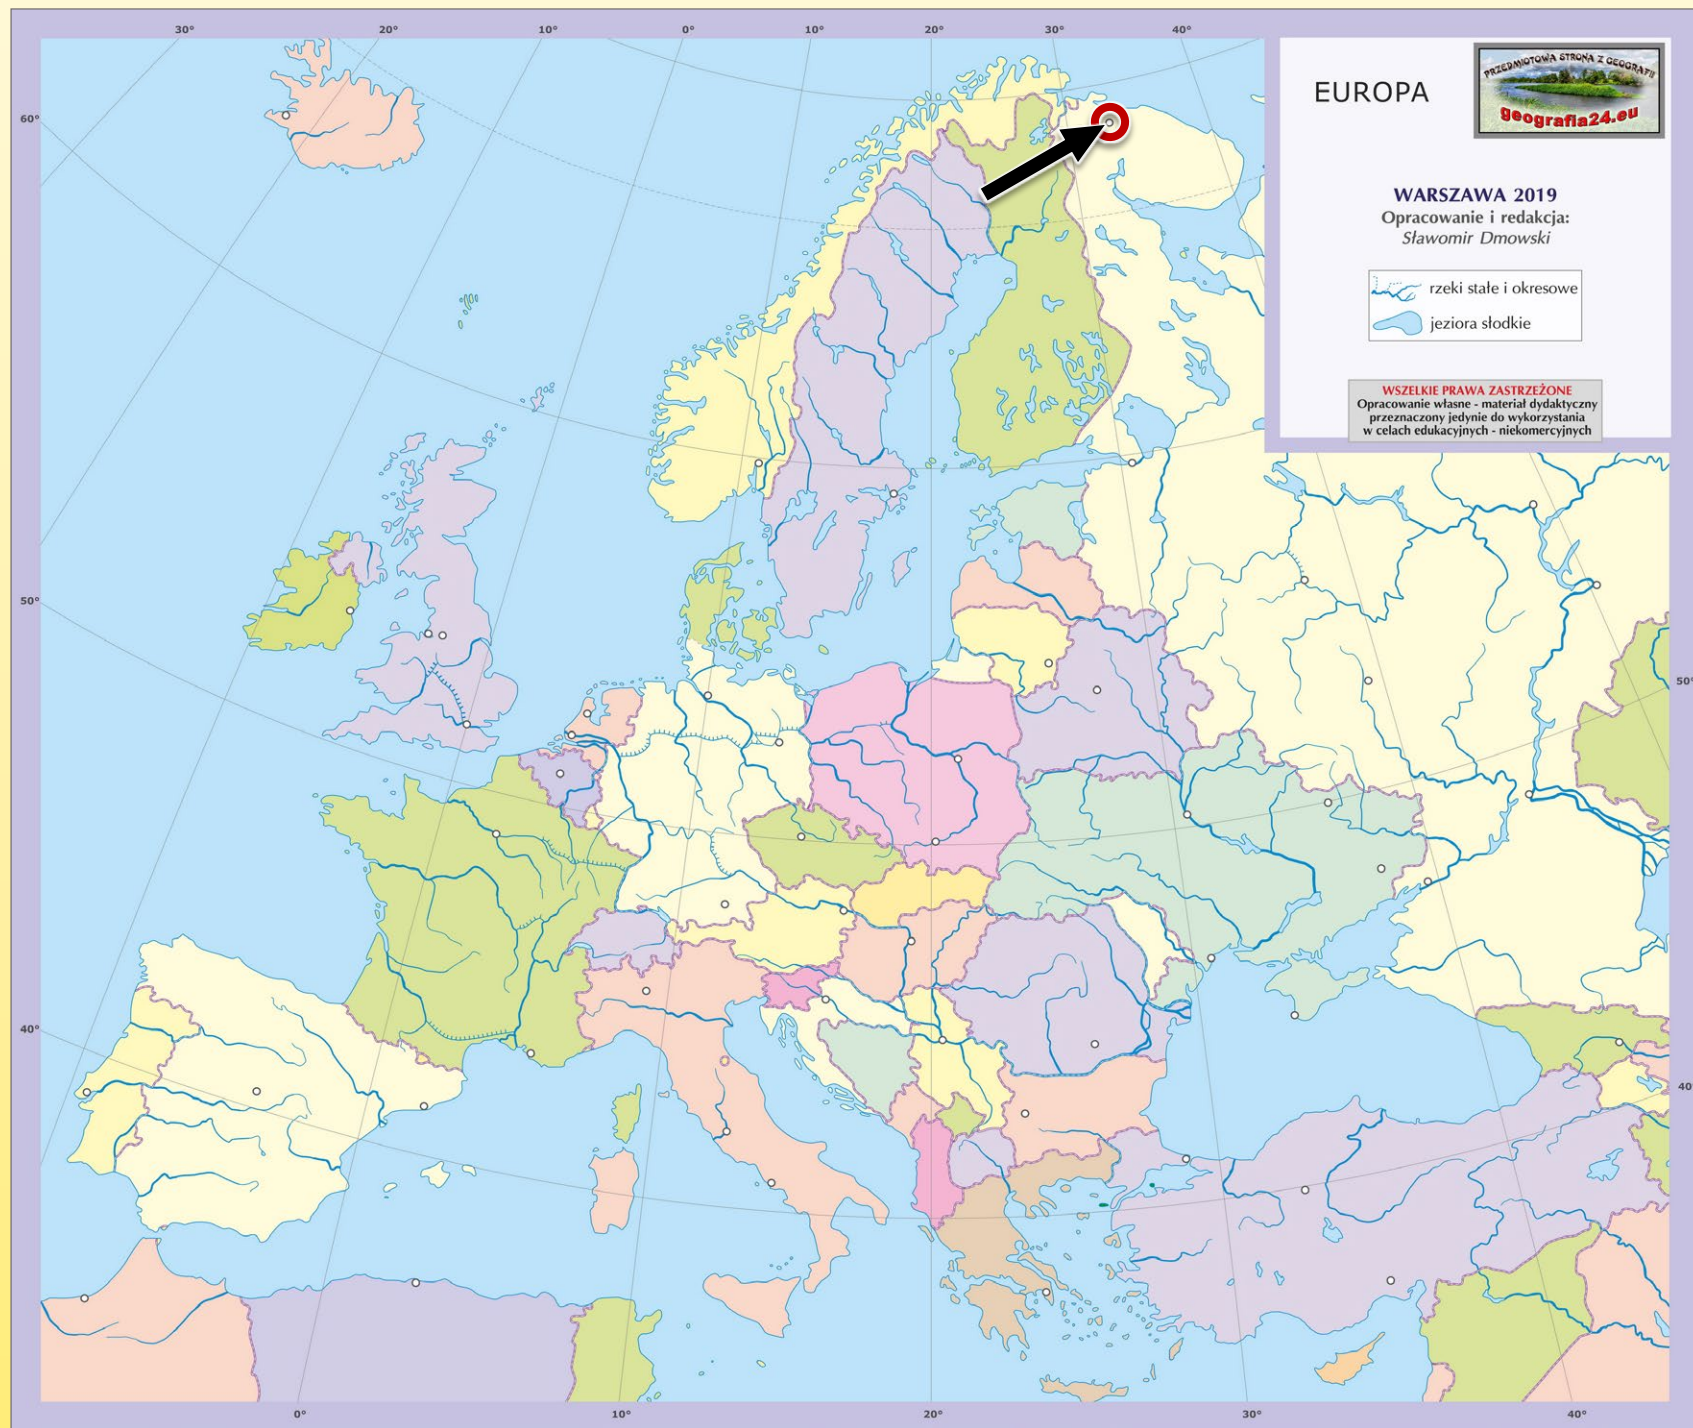 30° 20° 10° 0° 10° 20° 30° 40°
EUROPA
PRZEDMIOTOWA STRONA Z GEOGRAFII
geografia24.eu
WARSZAWA 2019
Opracowanie i redakcja:
Sławomir Dmowski
rzeki stałe i okresowe
jeziora słodkie
WSZELKIE PRAWA ZASTRZEŻONE
Opracowanie własne - materiał dydaktyczny
przeznaczony jedynie do wykorzystania
w celach edukacyjnych - niekomercyjnych
60°
50°
50°
40°
40°
0° 10° 20° 30° 40°